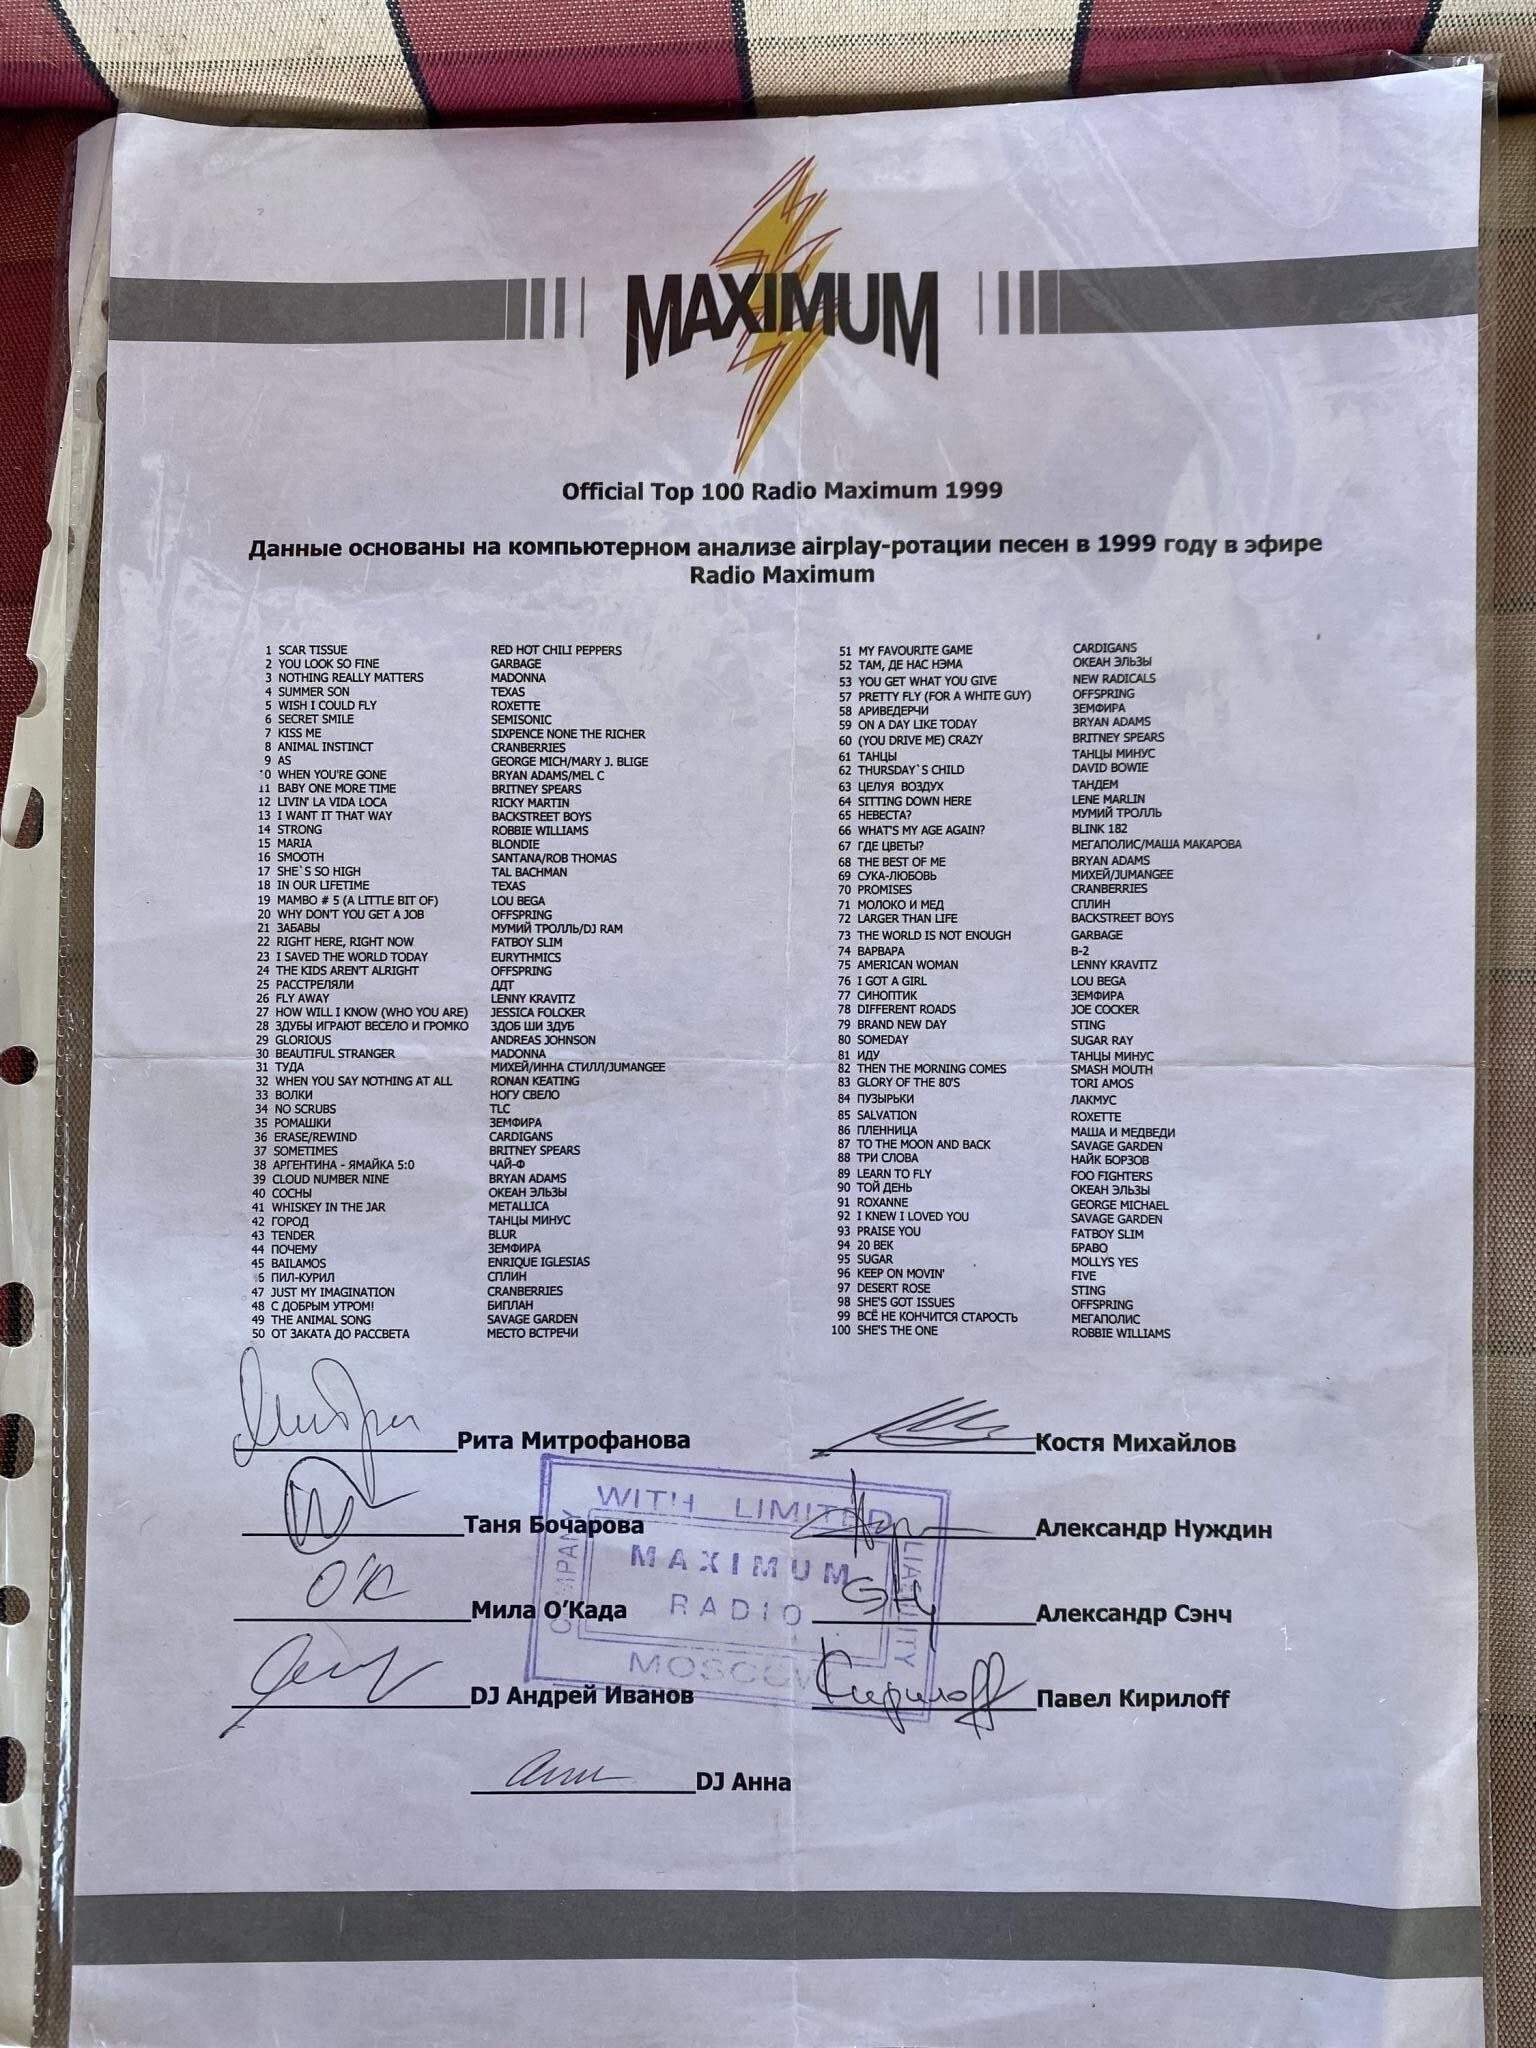 MAXIMUM
Official Top 100 Radio Maximum 1999
Данные основаны на компьютерном анализе airplay-ротации песен в 1999 году в эфире
Radio Maximum
1 SCAR TISSUE RED HOT CHILI PEPPERS
2 YOU LOOK SO FINE GARBAGE
3 NOTHING REALLY MATTERS MADONNA
4 SUMMER SON TEXAS
5 WISH I COULD FLY ROXETTE
6 SECRET SMILE SEMISONIC
7 KISS ME SIXPENCE NONE THE RICHER
8 ANIMAL INSTINCT CRANBERRIES
9 AS GEORGE MICH/MARY J. BLIGE
10 WHEN YOU'RE GONE BRYAN ADAMS/MEL C
11 BABY ONE MORE TIME BRITNEY SPEARS
12 LIVIN' LA VIDA LOCA RICKY MARTIN
13 I WANT IT THAT WAY BACKSTREET BOYS
14 STRONG ROBBIE WILLIAMS
15 MARIA BLONDIE
16 SMOOTH SANTANA/ROB THOMAS
17 SHE`S SO HIGH TAL BACHMAN
18 IN OUR LIFETIME TEXAS
19 MAMBO # 5 (A LITTLE BIT OF) LOU BEGA
20 WHY DON'T YOU GET A JOB OFFSPRING
21 ЗАБАВЫ МУМИЙ ТРОЛЛЬ/DJ RAM
22 RIGHT HERE, RIGHT NOW FATBOY SLIM
23 I SAVED THE WORLD TODAY EURYTHMICS
24 THE KIDS AREN'T ALRIGHT OFFSPRING
25 РАССТРЕЛЯЛИ ДДТ
26 FLY AWAY LENNY KRAVITZ
27 HOW WILL I KNOW (WHO YOU ARE) JESSICA FOLCKER
28 ЗДУБЫ ИГРАЮТ ВЕСЕЛО И ГРОМКО ЗДОБ ШИ ЗДУБ
29 GLORIOUS ANDREAS JOHNSON
30 BEAUTIFUL STRANGER MADONNA
31 ТУДА МИХЕЙ/ИННА СТИЛЛ/JUMANGEE
32 WHEN YOU SAY NOTHING AT ALL RONAN KEATING
33 ВОЛКИ НОГУ СВЕЛО
34 NO SCRUBS TLC
35 РОМАШКИ ЗЕМФИРА
36 ERASE/REWIND CARDIGANS
37 SOMETIMES BRITNEY SPEARS
38 АРГЕНТИНА - ЯМАЙКА 5:0 ЧАЙ-Ф
39 CLOUD NUMBER NINE BRYAN ADAMS
40 СОСНЫ ОКЕАН ЭЛЬЗЫ
41 WHISKEY IN THE JAR METALLICA
42 ГОРОД ТАНЦЫ МИНУС
43 TENDER BLUR
44 ПОЧЕМУ ЗЕМФИРА
45 BAILAMOS ENRIQUE IGLESIAS
46 ПИЛ-КУРИЛ СПЛИН
47 JUST MY IMAGINATION CRANBERRIES
48 С ДОБРЫМ УТРОМ! БИПЛАН
49 THE ANIMAL SONG SAVAGE GARDEN
50 ОТ ЗАКАТА ДО РАССВЕТА МЕСТО ВСТРЕЧИ
51 MY FAVOURITE GAME CARDIGANS
52 ТАМ, ДЕ НАС НЭМА ОКЕАН ЭЛЬЗЫ
53 YOU GET WHAT YOU GIVE NEW RADICALS
57 PRETTY FLY (FOR A WHITE GUY) OFFSPRING
58 АРИВЕДЕРЧИ ЗЕМФИРА
59 ON A DAY LIKE TODAY BRYAN ADAMS
60 (YOU DRIVE ME) CRAZY BRITNEY SPEARS
61 ТАНЦЫ ТАНЦЫ МИНУС
62 THURSDAY`S CHILD DAVID BOWIE
63 ЦЕЛУЯ ВОЗДУХ ТАНДЕМ
64 SITTING DOWN HERE LENE MARLIN
65 НЕВЕСТА? МУМИЙ ТРОЛЛЬ
66 WHAT'S MY AGE AGAIN? BLINK 182
67 ГДЕ ЦВЕТЫ? МЕГАПОЛИС/МАША МАКАРОВА
68 THE BEST OF ME BRYAN ADAMS
69 СУКА-ЛЮБОВЬ МИХЕЙ/JUMANGEE
70 PROMISES CRANBERRIES
71 МОЛОКО И МЕД СПЛИН
72 LARGER THAN LIFE BACKSTREET BOYS
73 THE WORLD IS NOT ENOUGH GARBAGE
74 ВАРВАРА B-2
75 AMERICAN WOMAN LENNY KRAVITZ
76 I GOT A GIRL LOU BEGA
77 СИНОПТИК ЗЕМФИРА
78 DIFFERENT ROADS JOE COCKER
79 BRAND NEW DAY STING
80 SOMEDAY SUGAR RAY
81 ИДУ ТАНЦЫ МИНУС
82 THEN THE MORNING COMES SMASH MOUTH
83 GLORY OF THE 80'S TORI AMOS
84 ПУЗЫРЬКИ ЛАКМУС
85 SALVATION ROXETTE
86 ПЛЕННИЦА МАША И МЕДВЕДИ
87 TO THE MOON AND BACK SAVAGE GARDEN
88 ТРИ СЛОВА НАЙК БОРЗОВ
89 LEARN TO FLY FOO FIGHTERS
90 ТОЙ ДЕНЬ ОКЕАН ЭЛЬЗЫ
91 ROXANNE GEORGE MICHAEL
92 I KNEW I LOVED YOU SAVAGE GARDEN
93 PRAISE YOU FATBOY SLIM
94 20 ВЕК БРАВО
95 SUGAR MOLLYS YES
96 KEEP ON MOVIN' FIVE
97 DESERT ROSE STING
98 SHE'S GOT ISSUES OFFSPRING
99 ВСЁ НЕ КОНЧИТСЯ СТАРОСТЬ МЕГАПОЛИС
100 SHE'S THE ONE ROBBIE WILLIAMS
Рита Митрофанова Костя Михайлов
Таня Бочарова Александр Нуждин
O'K Мила О'Када Александр Сэнч
DJ Андрей Иванов Кирилоff Павел Кирилоff
DJ Анна
WITH LIMITED
LIABILITY
COMPANY
MAXIMUM
RADIO
MOSCOW